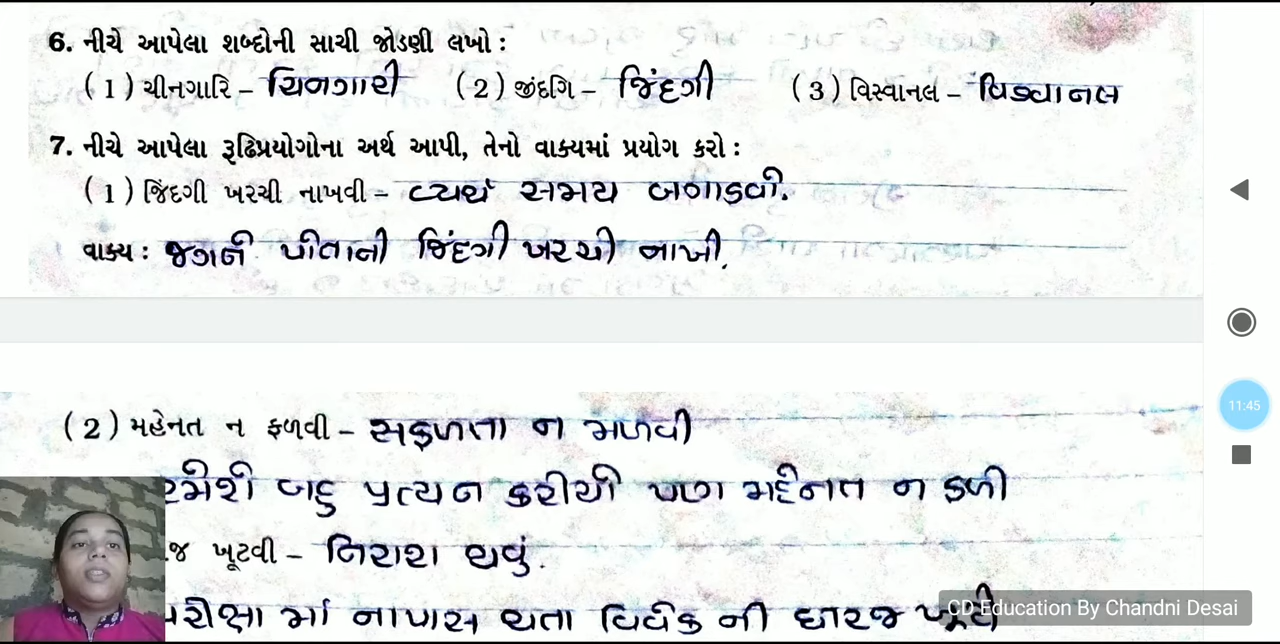 6. નીચે આપેલા શબ્દોની સાચી જોડણી લખો :
(1) ચીનગારિ – ચિનગારી (2) જીંદગિ – જિંદગી (3) વિસ્વાનલ – વિશ્વાનલ
7. નીચે આપેલા રૂઢિપ્રયોગોના અર્થ આપી, તેનો વાક્યમાં પ્રયોગ કરો :
(1) જિંદગી ખરચી નાખવી – વ્યર્થ સમય બગાડવો.
વાક્ય : જગને પોતાની જિંદગી ખરચી નાખી.
(2) મહેનત ન ફળવી – સફળતા ન મળવી
રમેશે બહુ પ્રત્યન કરીયો પણ મહેનત ન ફળી
રજ ખૂટવી – નિરાશ થવું.
પરીક્ષા માં નાપાસ થતા વિવેક ની ધીરજ ખૂટી
CD Education By Chandni Desai
11:45